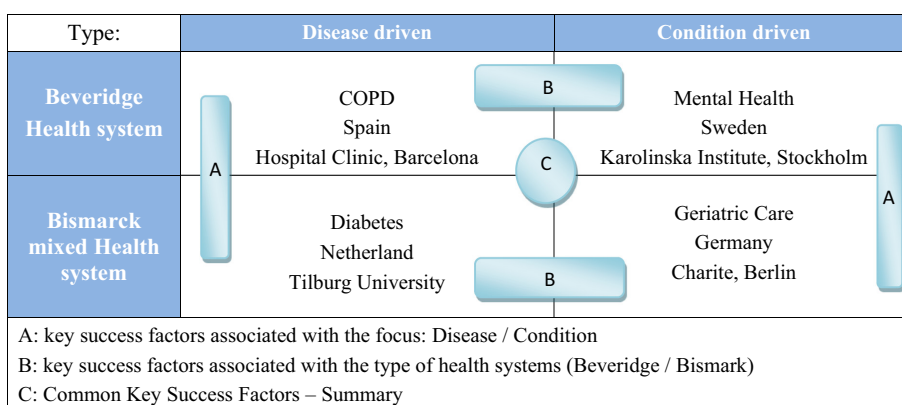 Type:
Disease driven
Condition driven
Beveridge
Health system
COPD
Spain
Hospital Clinic, Barcelona
Mental Health
Sweden
Karolinska Institute, Stockholm
A
B
C
A
Bismarck
mixed Health
system
Diabetes
Netherland
Tilburg University
B
Geriatric Care
Germany
Charite, Berlin
A: key success factors associated with the focus: Disease / Condition
B: key success factors associated with the type of health systems (Beveridge / Bismark)
C: Common Key Success Factors – Summary